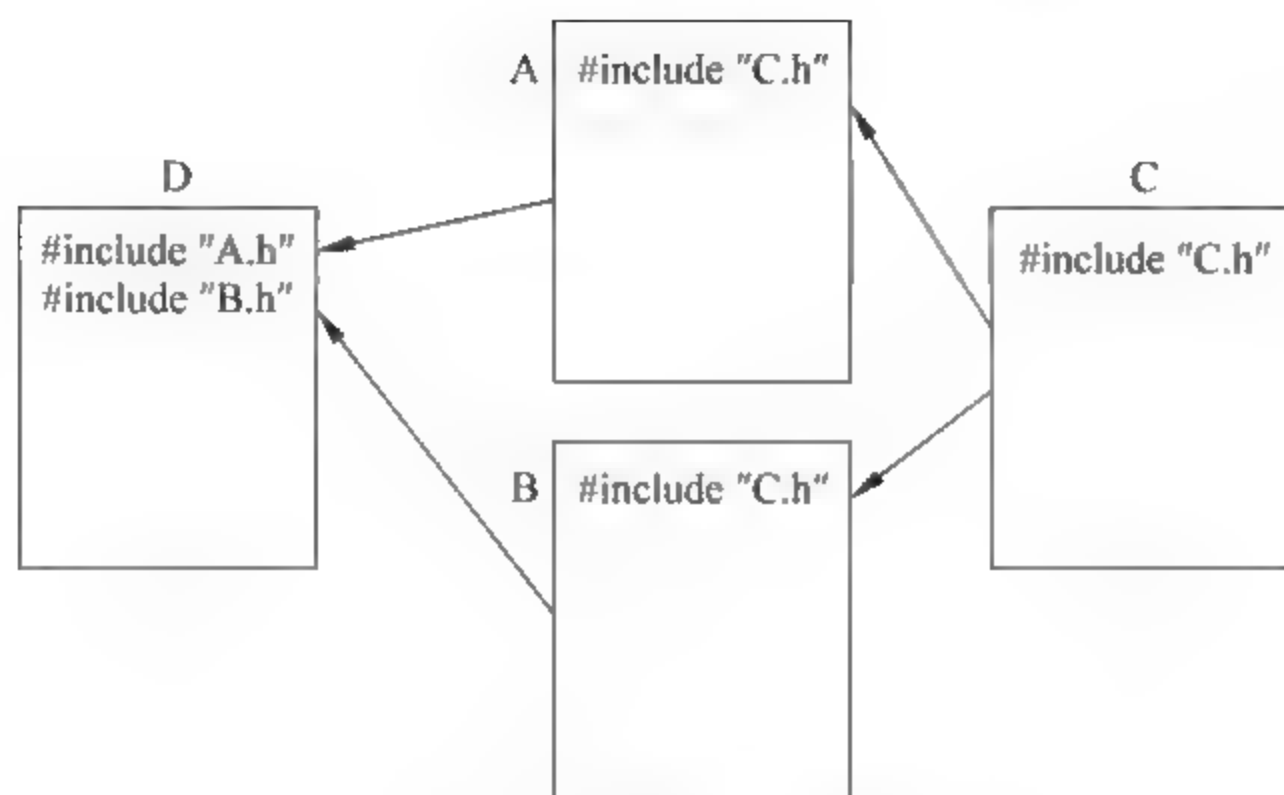 A
#include "C.h"
D
#include "A.h"
#include "B.h"
C
#include "C.h"
B
#include "C.h"